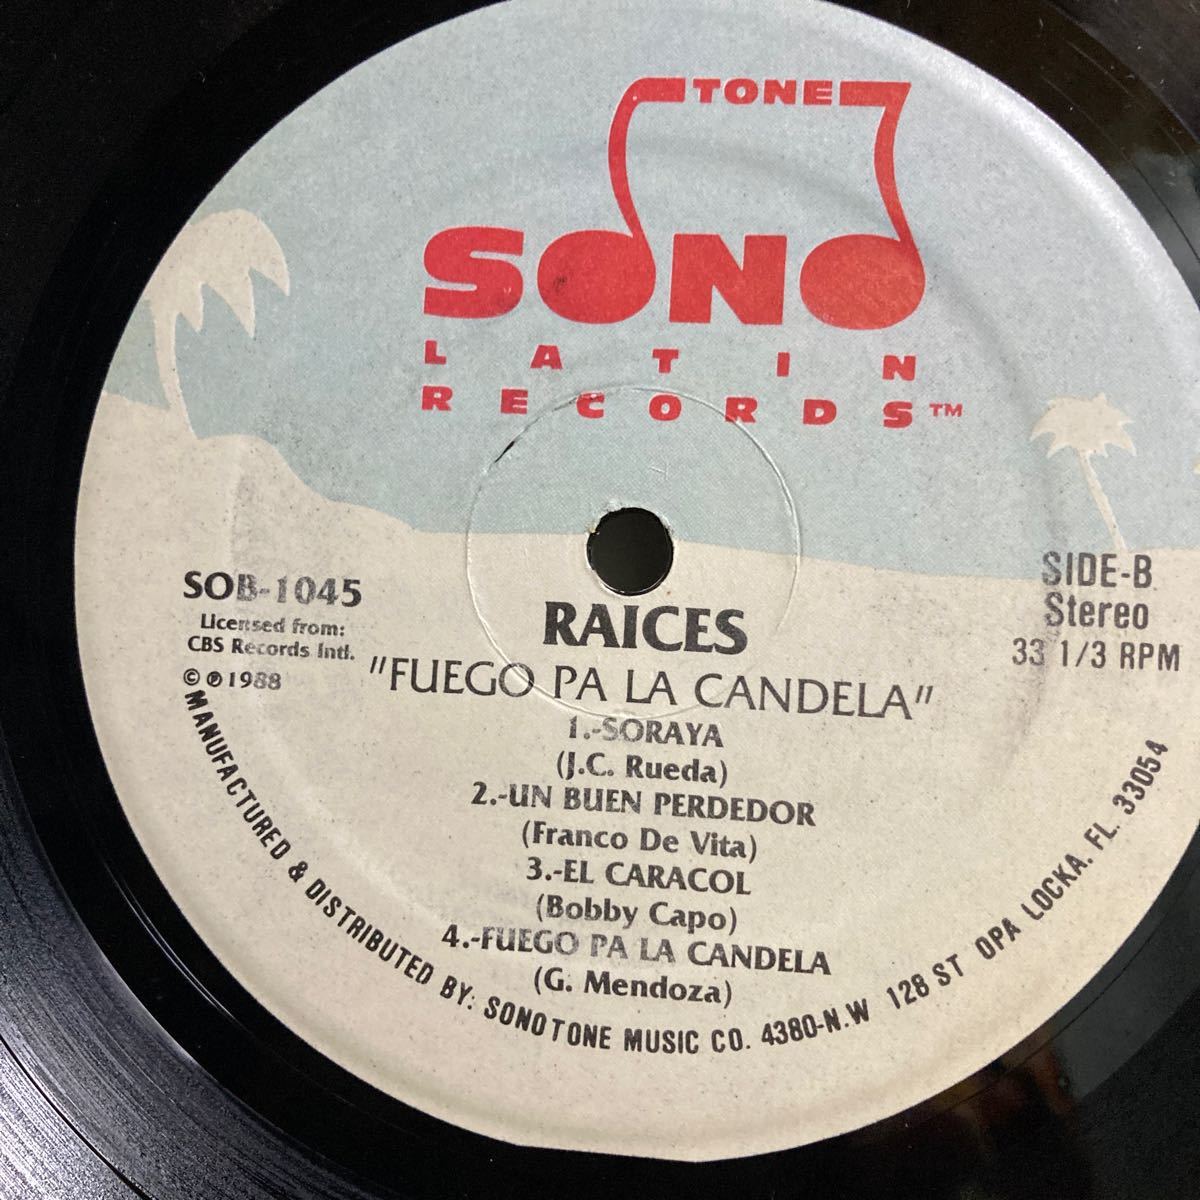 TONE
SONO
LATIN
RECORDS™
SOB-1045
Licensed from:
CBS Records Intl.
© ℗ 1988
SIDE-B
Stereo
33 1/3 RPM
RAICES
"FUEGO PA LA CANDELA"
1.-SORAYA
(J.C. Rueda)
2.-UN BUEN PERDEDOR
(Franco De Vita)
3.-EL CARACOL
(Bobby Capo)
4.-FUEGO PA LA CANDELA
(G. Mendoza)
MANUFACTURED & DISTRIBUTED BY: SONOTONE MUSIC CO. 4380-N.W 128 ST OPA LOCKA. FL. 33054